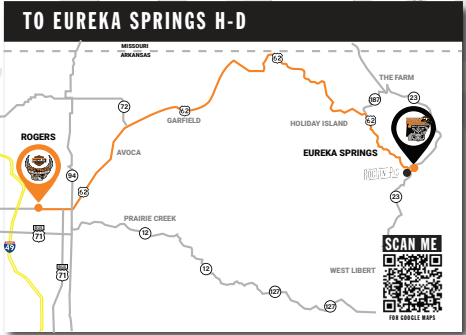 TO EUREKA SPRINGS H-D
MISSOURI
ARKANSAS
62
THE FARM
187
23
72
62
GARFIELD
HOLIDAY ISLAND
62
ROGERS
AVOCA
EUREKA SPRINGS
94
62
23
PRAIRIE CREEK
71
12
49
SCAN ME
71
12
WEST LIBERT
127
127
FOR GOOGLE MAPS